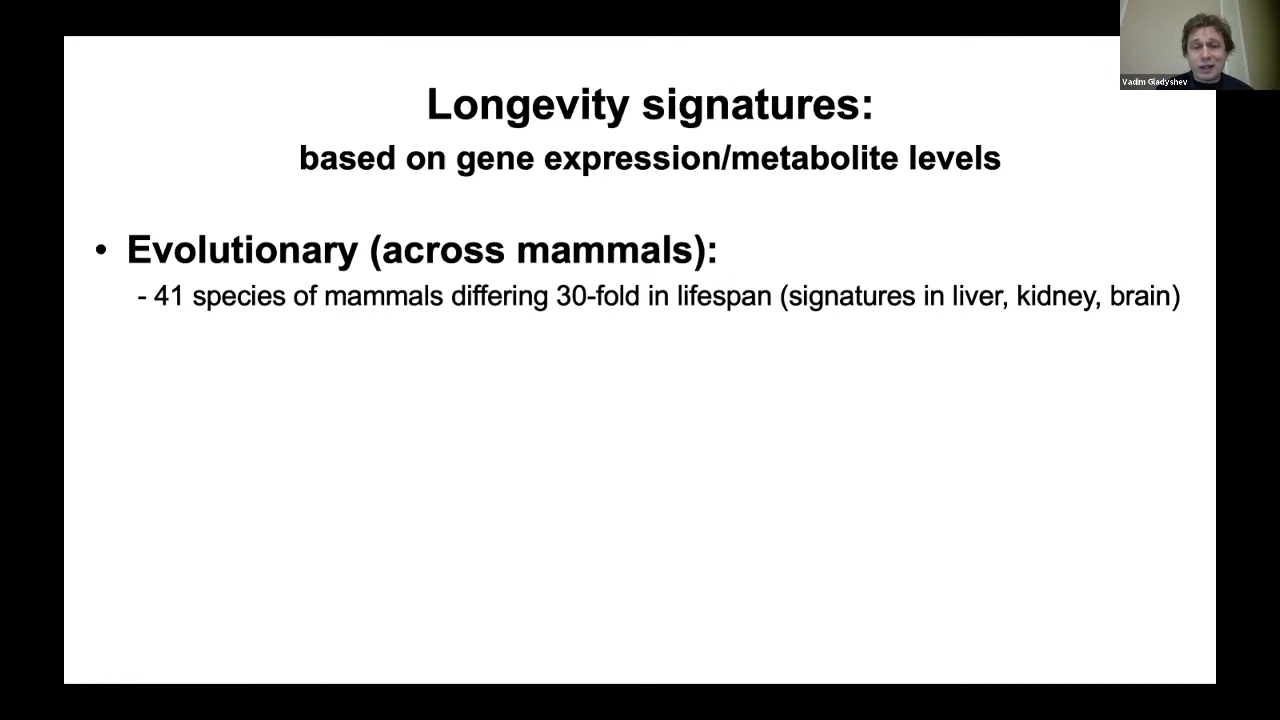 Vadim Gladyshev
Longevity signatures:
based on gene expression/metabolite levels
• Evolutionary (across mammals):
- 41 species of mammals differing 30-fold in lifespan (signatures in liver, kidney, brain)